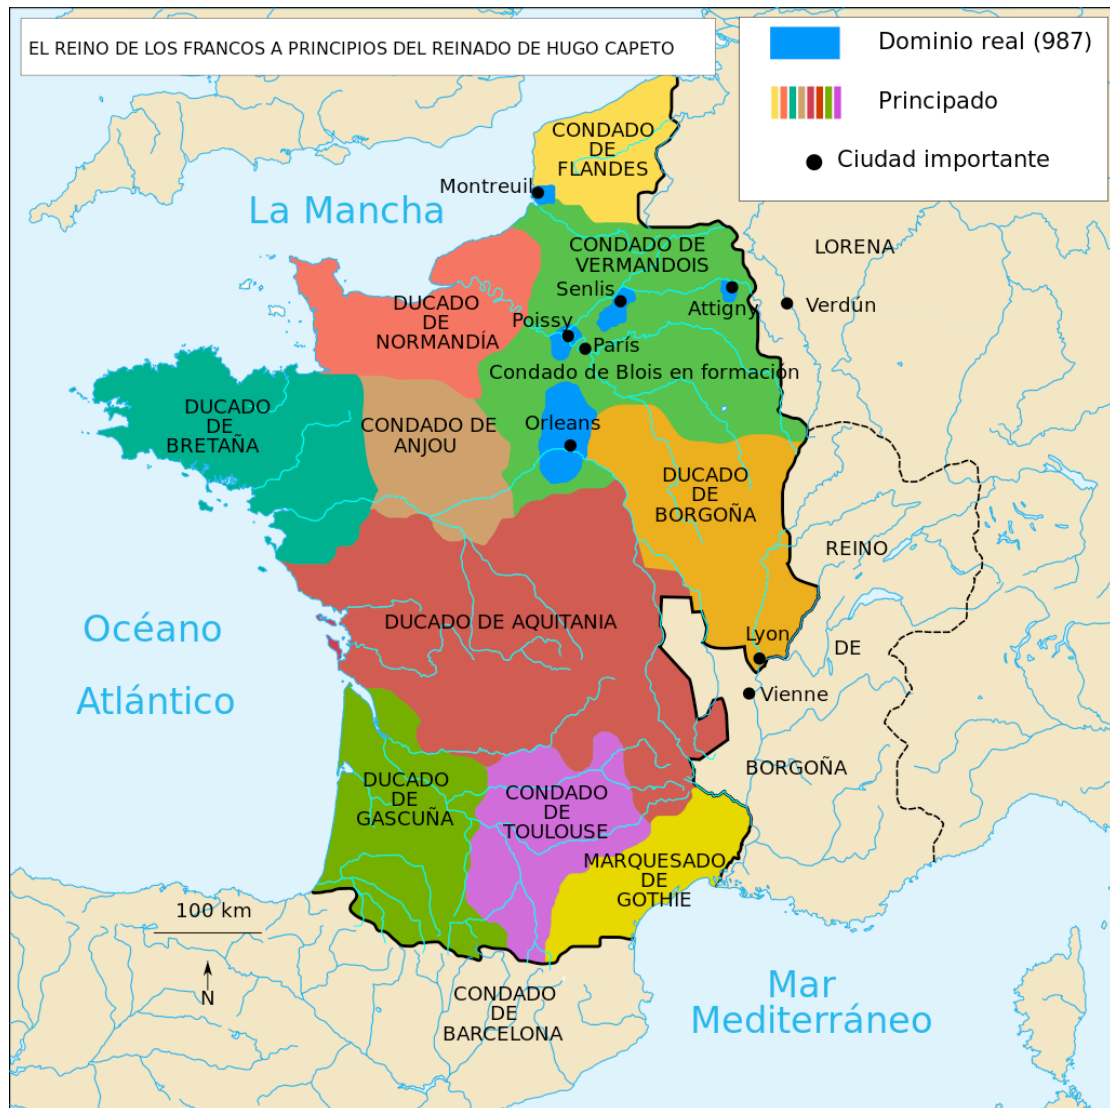 EL REINO DE LOS FRANCOS A PRINCIPIOS DEL REINADO DE HUGO CAPETO
Dominio real (987)
Principado
Ciudad importante
CONDADO
DE
FLANDES
Montreuil
La Mancha
CONDADO DE
VERMANDOIS
LORENA
Senlis
Attigny
Verdun
DUCADO
DE
NORMANDÍA
Poissy
París
Condado de Blois en formación
DUCADO
DE
BRETAÑA
CONDADO DE
ANJOU
Orleans
DUCADO
DE
BORGOÑA
REINO
DE
BORGOÑA
Océano
Atlántico
DUCADO DE AQUITANIA
Lyon
Vienne
DUCADO
DE
GASCUÑA
CONDADO
DE
TOULOUSE
MARQUESADO
DE
GOTHIE
100 km
N
CONDADO
DE
BARCELONA
Mar
Mediterráneo